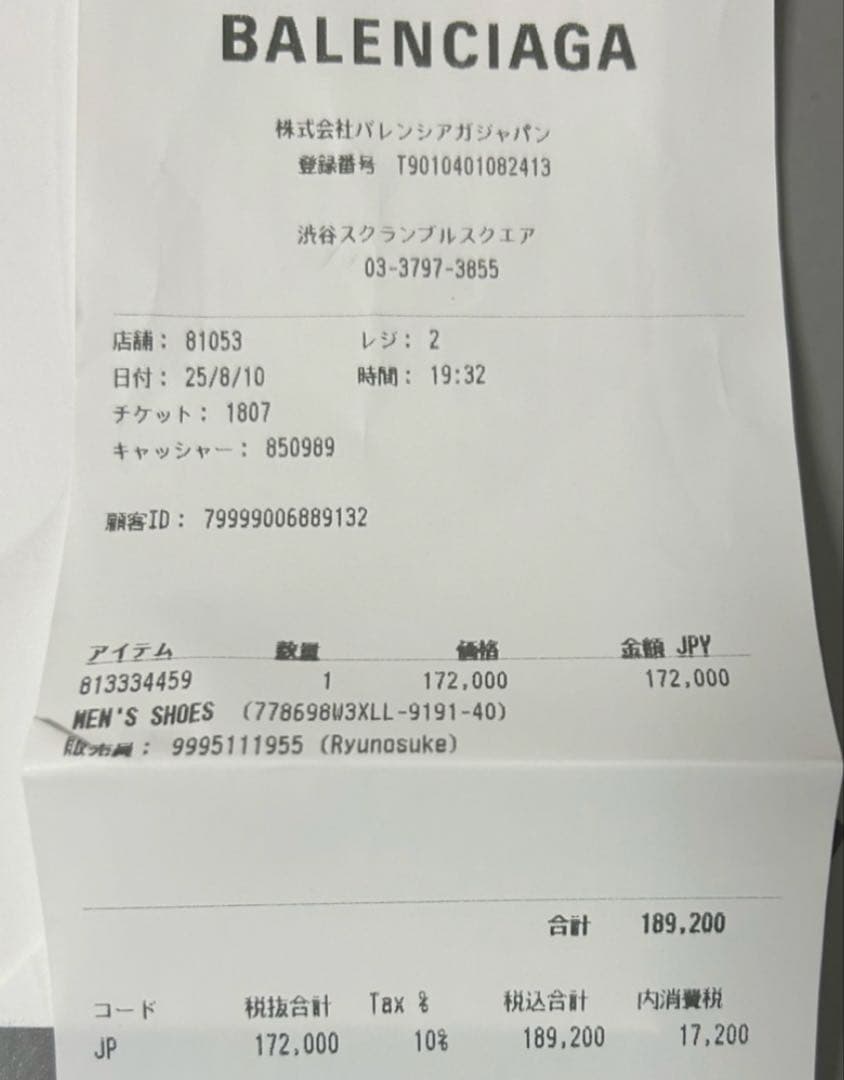 BALENCIAGA
株式会社バレンシアガジャパン
登録番号 T9010401082413
渋谷スクランブルスクエア
03-3797-3855
店舗： 81053 レジ： 2
日付： 25/8/10 時間： 19:32
チケット： 1807
キャッシャー： 850989
顧客ID： 79999006889132
アイテム 数量 価格 金額 JPY
813334459 1 172,000 172,000
MEN'S SHOES (778698W3XLL-9191-40)
販売員： 9995111955 (Ryunosuke)
合計 189,200
コード 税抜合計 Tax % 税込合計 内消費税
JP 172,000 10% 189,200 17,200